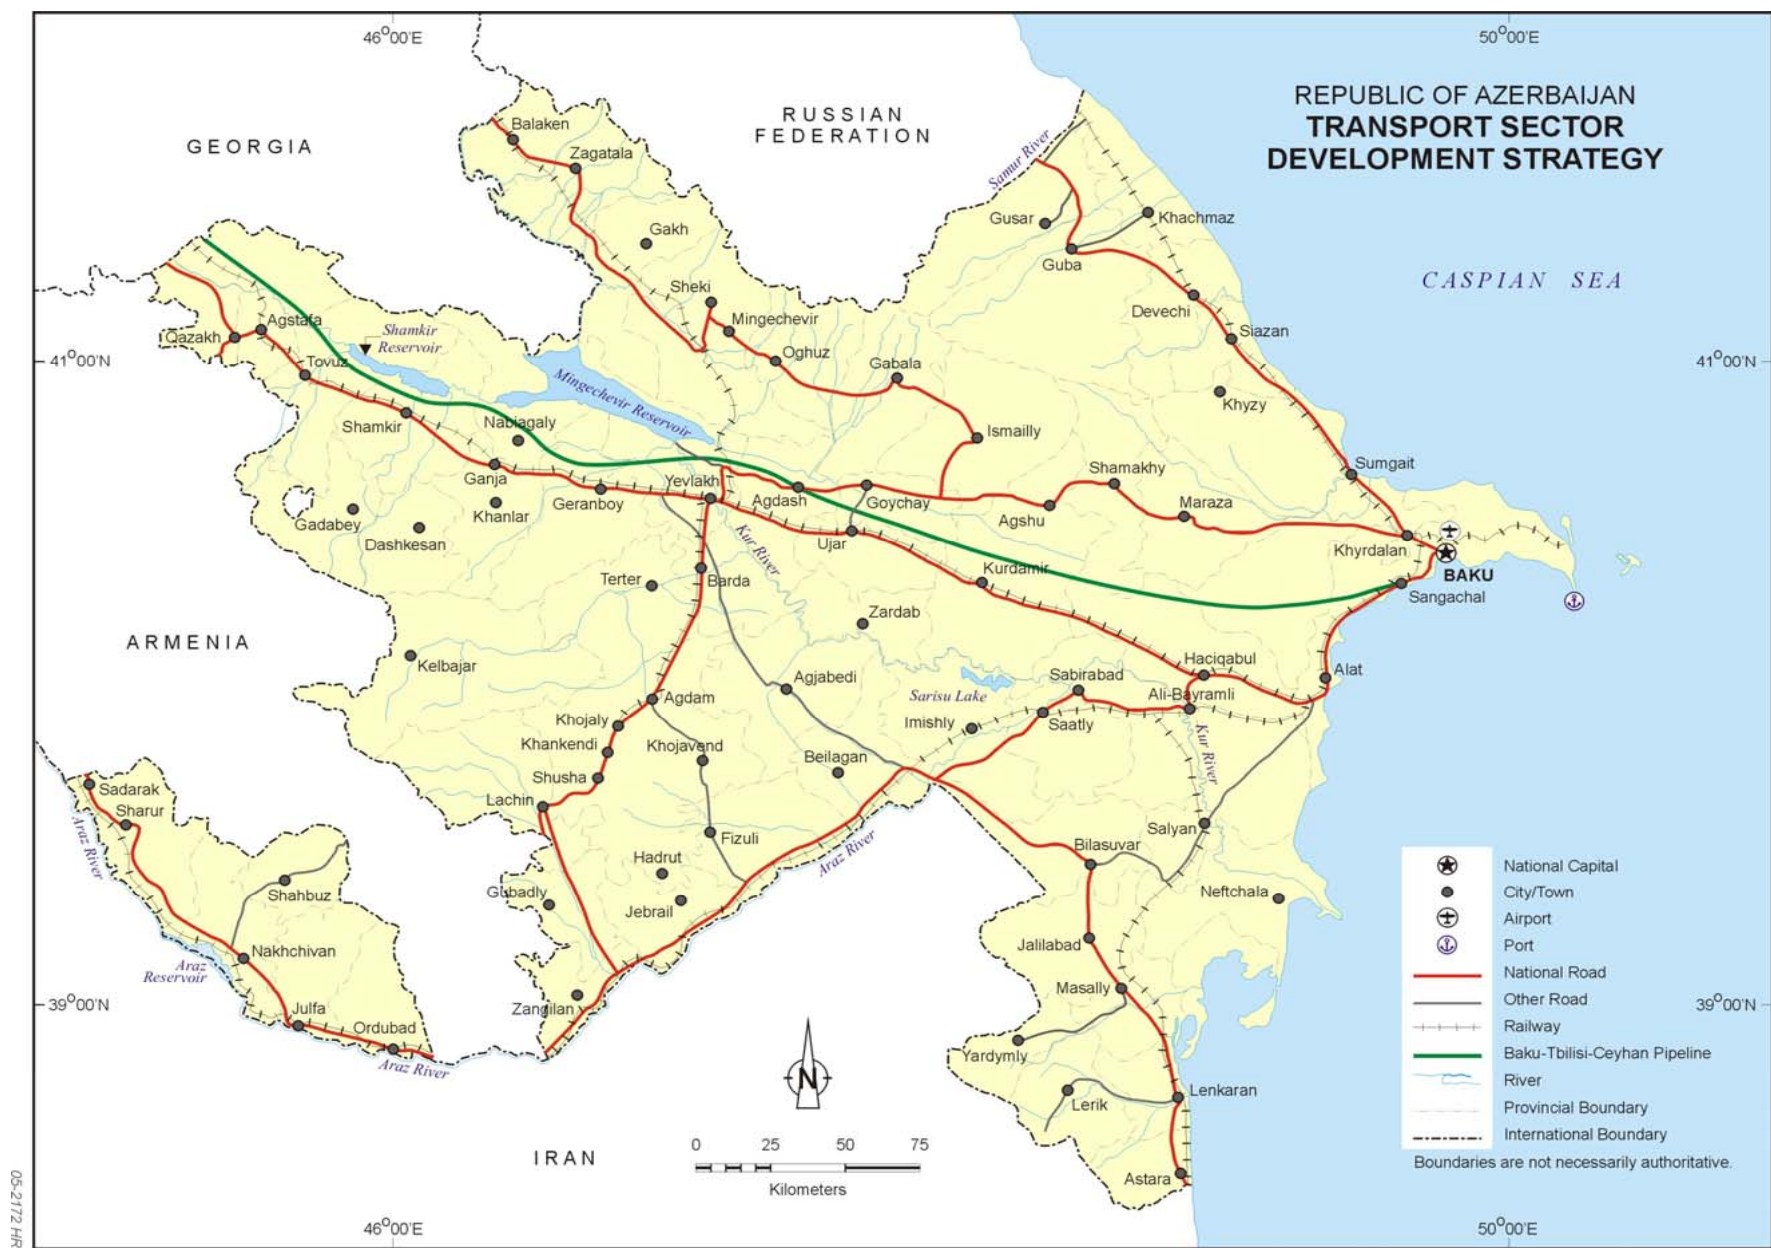 46°00'E
50°00'E
REPUBLIC OF AZERBAIJAN
TRANSPORT SECTOR
DEVELOPMENT STRATEGY
RUSSIAN
FEDERATION
GEORGIA
Balaken
Zagatala
Samur River
Gusar
Khachmaz
Gakh
Guba
CASPIAN SEA
Sheki
Devechi
Mingechevir
Siazan
Qazakh
Agstafa
Shamkir
Reservoir
41°00'N
Tovuz
Oghuz
Gabala
41°00'N
Mingechevir Reservoir
Khyzy
Shamkir
Nabiagaly
Ismailly
Sumgait
Ganja
Yevlakh
Shamakhy
Geranboy
Agdash
Goychay
Maraza
Gadabey
Khanlar
Agshu
Dashkesan
Kur River
Ujar
Khyrdalan
BAKU
Terter
Barda
Kurdamir
Sangachal
Zardab
ARMENIA
Kelbajar
Haciqabul
Alat
Agjabedi
Sabirabad
Ali-Bayramli
Agdam
Sarisu Lake
Khojaly
Imishly
Saatly
Khankendi
Khojavend
Kur River
Shusha
Beilagan
Sadarak
Lachin
Sharur
Araz River
Fizuli
Araz River
Salyan
Bilasuvar
Hadrut
Shahbuz
Gubadly
Jebrail
Neftchala
Nakhchivan
Jalilabad
Araz
Reservoir
Masally
39°00'N
Zangilan
39°00'N
Julfa
Ordubad
Araz River
Yardymly
Lerik
Lenkaran
N
IRAN
0 25 50 75
Kilometers
Astara
National Capital
City/Town
Airport
Port
National Road
Other Road
Railway
Baku-Tbilisi-Ceyhan Pipeline
River
Provincial Boundary
International Boundary
Boundaries are not necessarily authoritative.
05-2172 HR
46°00'E
50°00'E